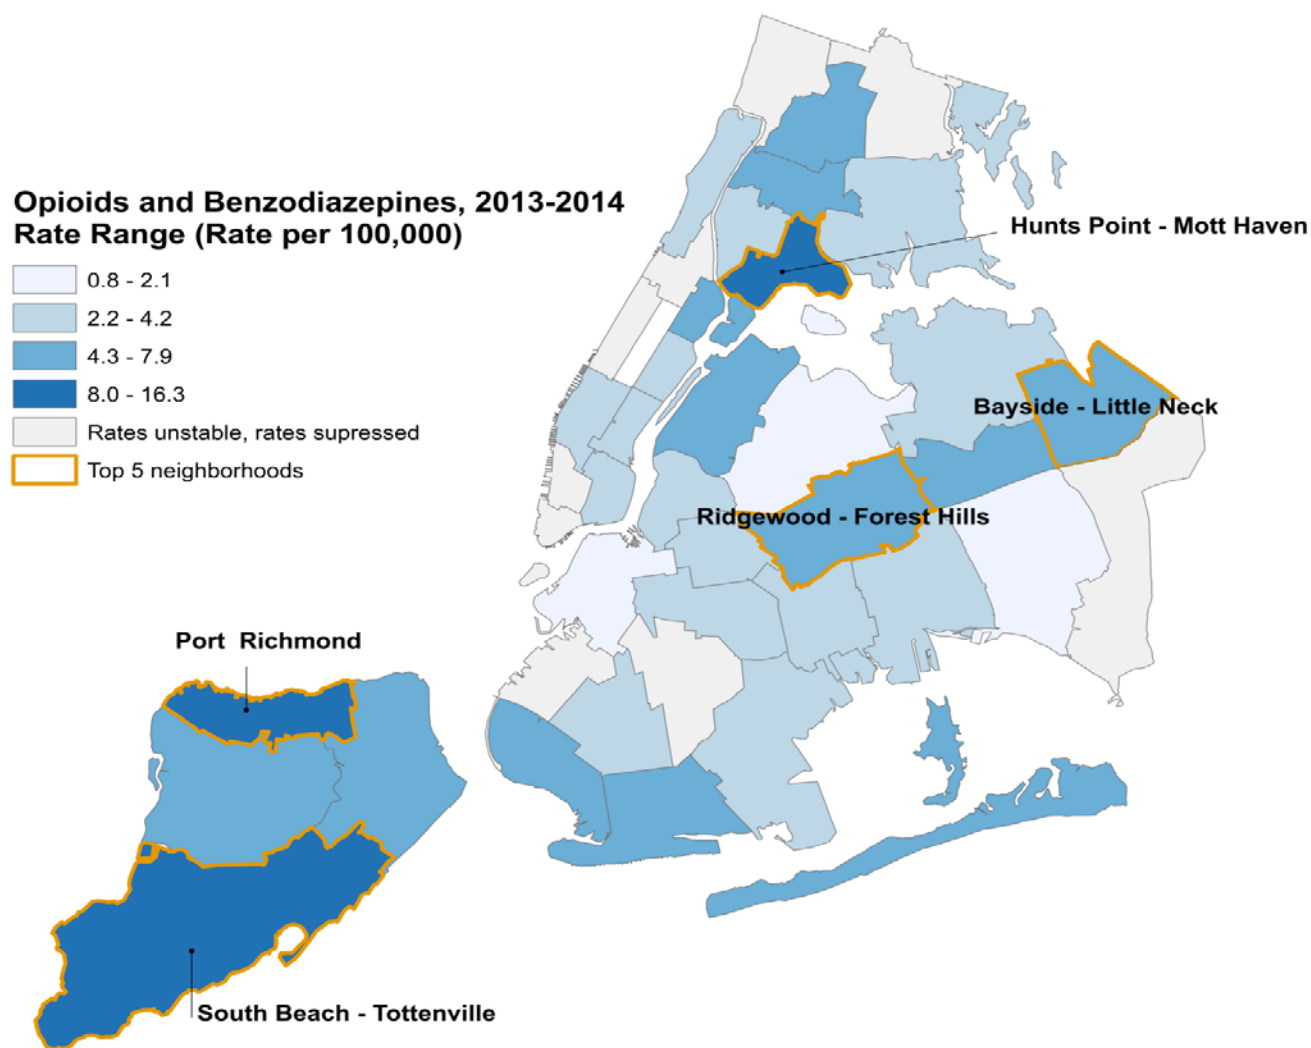 Opioids and Benzodiazepines, 2013-2014
Rate Range (Rate per 100,000)
0.8 - 2.1
2.2 - 4.2
4.3 - 7.9
8.0 - 16.3
Rates unstable, rates supressed
Top 5 neighborhoods
Hunts Point - Mott Haven
Bayside - Little Neck
Ridgewood - Forest Hills
Port Richmond
South Beach - Tottenville